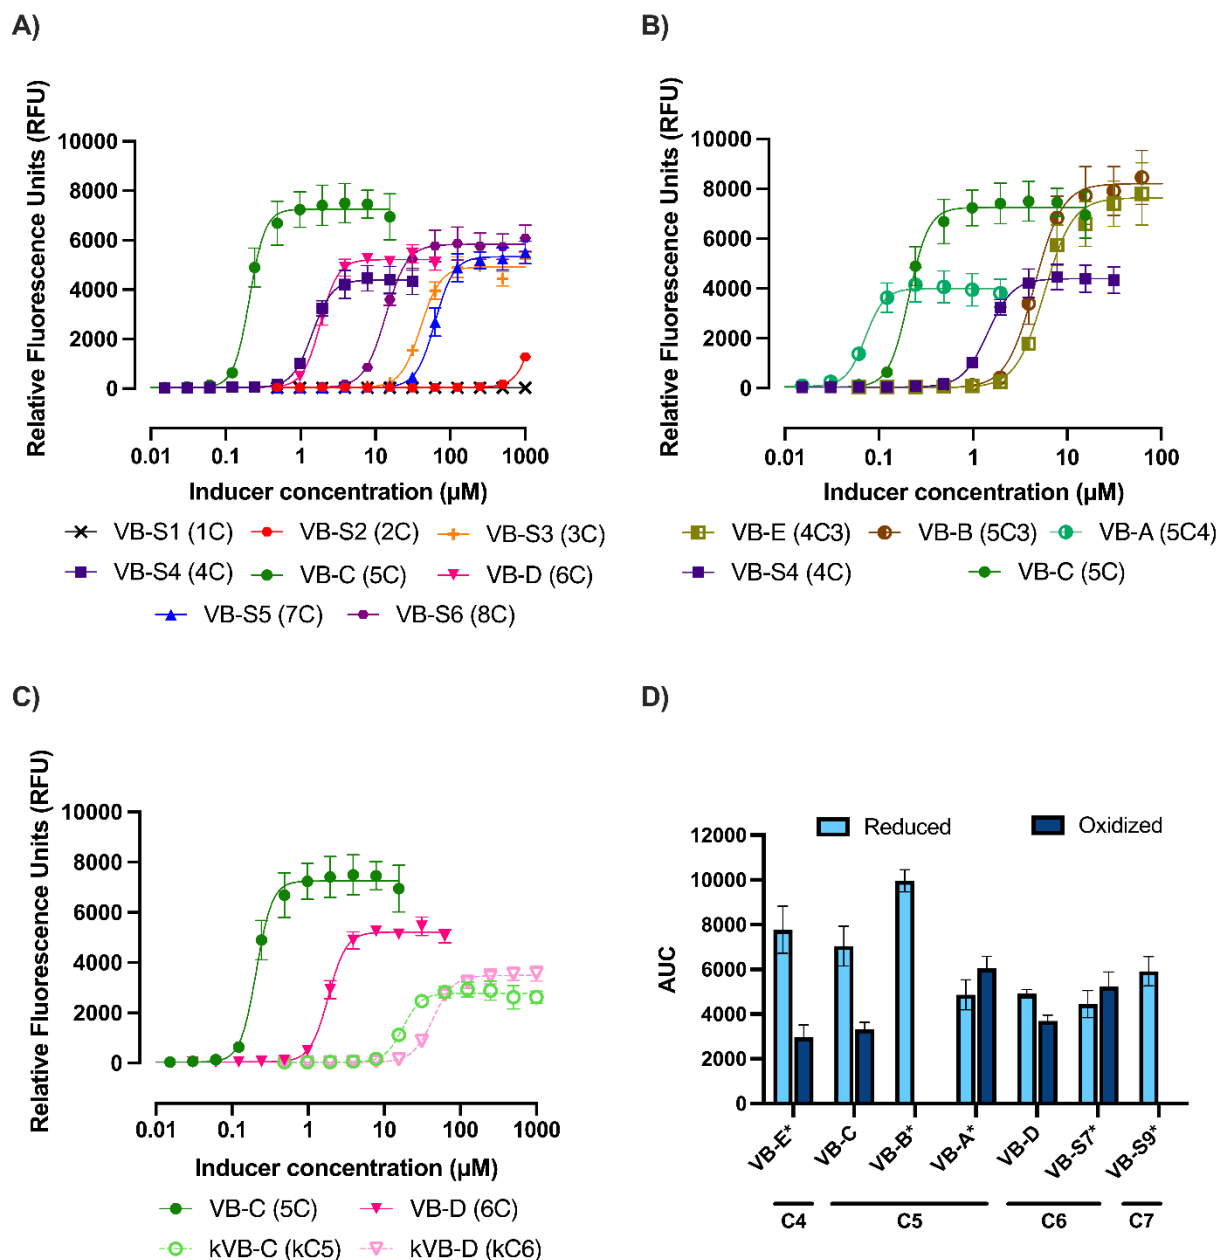 A)
Relative Fluorescence Units (RFU)
10000
8000
6000
4000
2000
0
0.01 0.1 1 10 100 1000
Inducer concentration (µM)
VB-S1 (1C) VB-S2 (2C) VB-S3 (3C)
VB-S4 (4C) VB-C (5C) VB-D (6C)
VB-S5 (7C) VB-S6 (8C)
B)
Relative Fluorescence Units (RFU)
10000
8000
6000
4000
2000
0
0.01 0.1 1 10 100
Inducer concentration (µM)
VB-E (4C3) VB-B (5C3) VB-A (5C4)
VB-S4 (4C) VB-C (5C)
C)
Relative Fluorescence Units (RFU)
10000
8000
6000
4000
2000
0
0.01 0.1 1 10 100 1000
Inducer concentration (µM)
VB-C (5C) VB-D (6C)
kVB-C (kC5) kVB-D (kC6)
D)
Reduced Oxidized
AUC
12000
10000
8000
6000
4000
2000
0
VB-E* VB-C VB-B* VB-A* VB-D VB-S7* VB-S9*
C4 C5 C6 C7